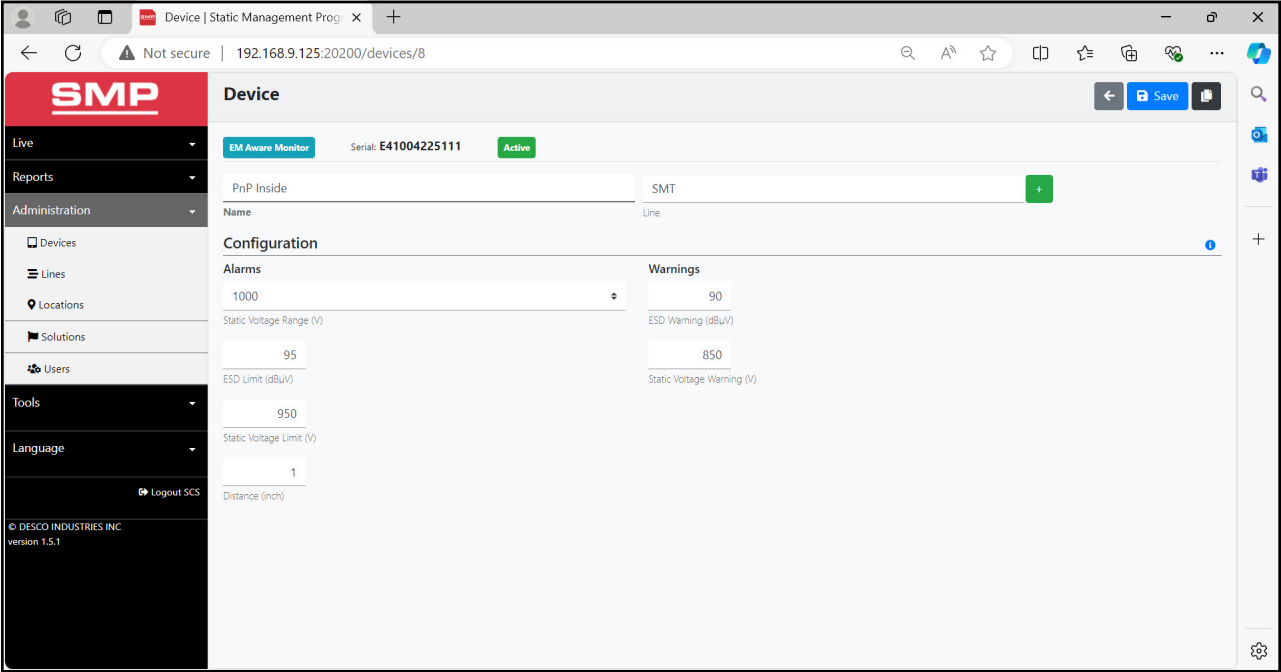 SMP Device | Static Management Prog
Not secure | 192.168.9.125:20200/devices/8
SMP
Live
Reports
Administration
Devices
Lines
Locations
Solutions
Users
Tools
Language
Logout SCS
© DESCO INDUSTRIES INC
version 1.5.1
Device
Save
EM Aware Monitor Serial: E41004225111 Active
PnP Inside SMT +
Name Line
Configuration
Alarms Warnings
1000 90
Static Voltage Range (V) ESD Warning (dBµV)
95 850
ESD Limit (dBµV) Static Voltage Warning (V)
950
Static Voltage Limit (V)
1
Distance (inch)